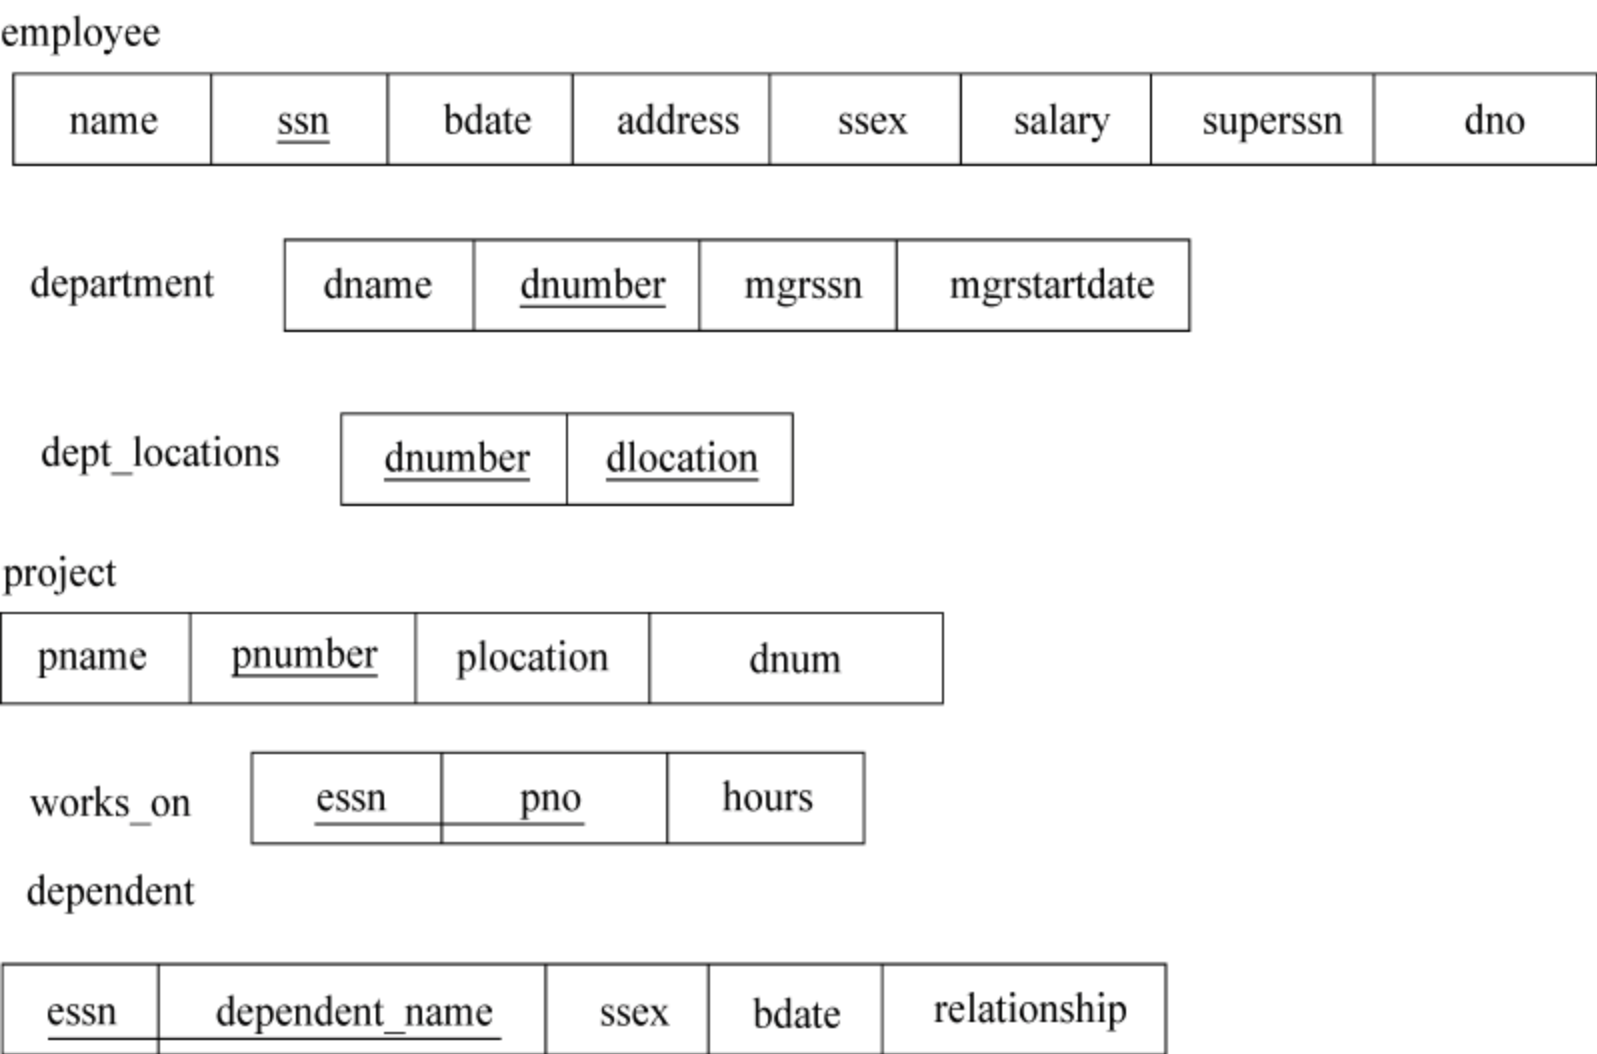 employee
name ssn bdate address ssex salary superssn dno
department dname dnumber mgrssn mgrstartdate
dept_locations dnumber dlocation
project
pname pnumber plocation dnum
works_on essn pno hours
dependent
essn dependent_name ssex bdate relationship